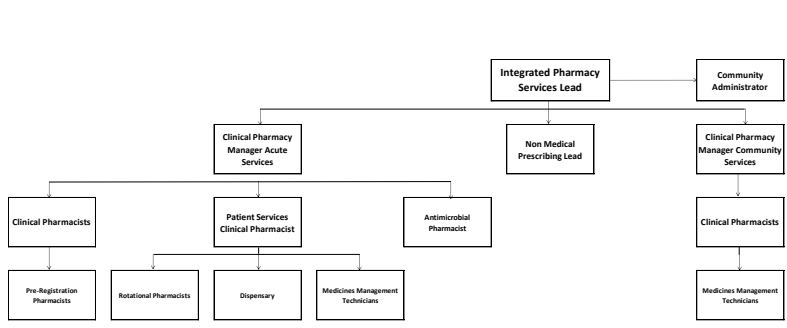 Integrated Pharmacy
Services Lead
Community
Administrator
Clinical Pharmacy
Manager Acute
Services
Non Medical
Prescribing Lead
Clinical Pharmacy
Manager Community
Services
Clinical Pharmacists
Patient Services
Clinical Pharmacist
Antimicrobial
Pharmacist
Clinical Pharmacists
Pre-Registration
Pharmacists
Rotational Pharmacists
Dispensary
Medicines Management
Technicians
Medicines Management
Technicians